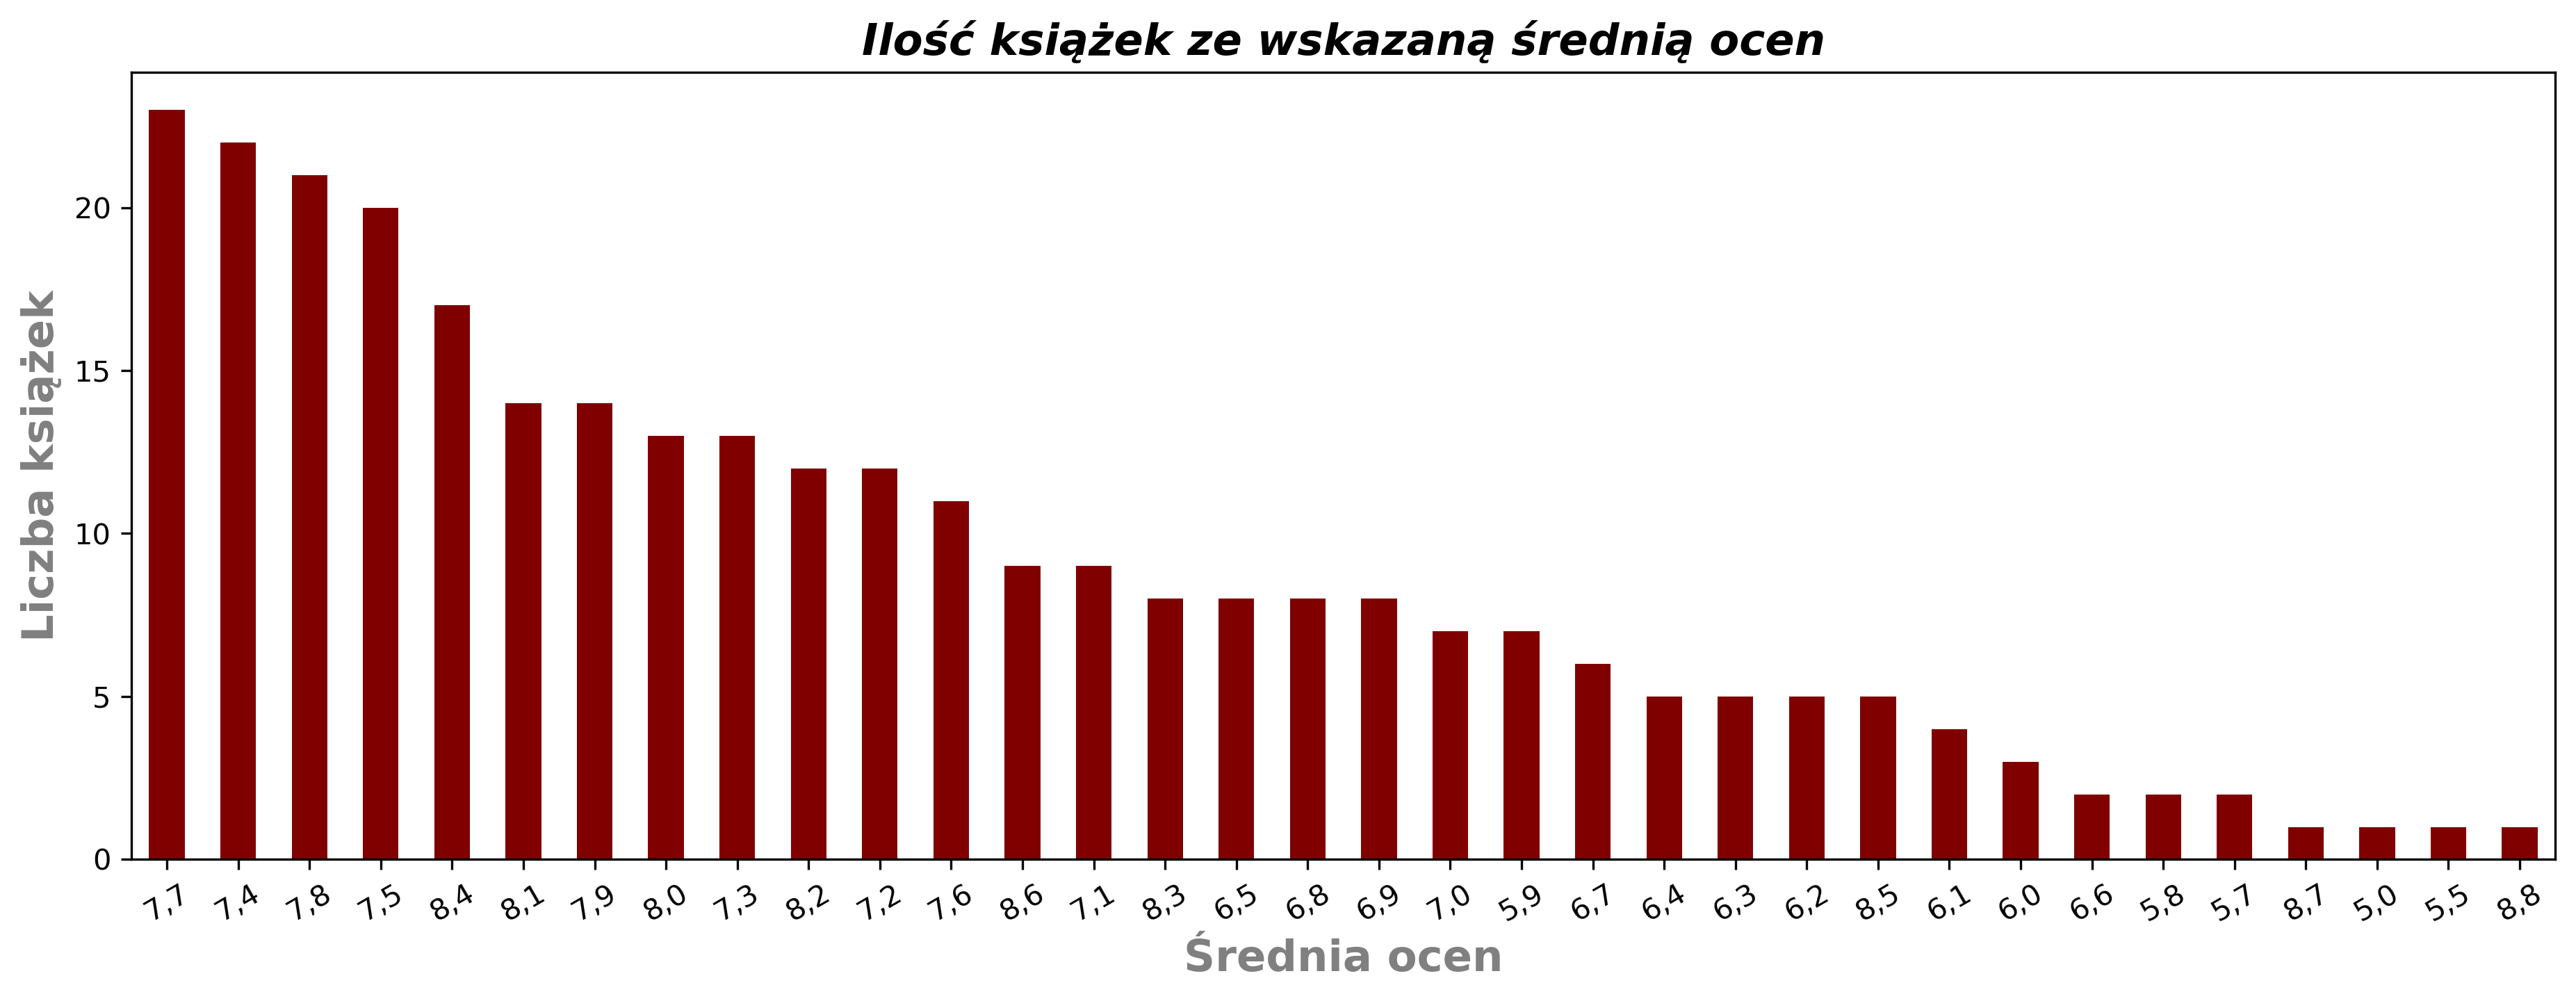 Ilość książek ze wskazaną średnią ocen
Liczba książek
20
15
10
5
0
7,7 7,4 7,8 7,5 8,4 8,1 7,9 8,0 7,3 8,2 7,2 7,6 8,6 7,1 8,3 6,5 6,8 6,9 7,0 5,9 6,7 6,4 6,3 6,2 8,5 6,1 6,0 6,6 5,8 5,7 8,7 5,0 5,5 8,8
Średnia ocen